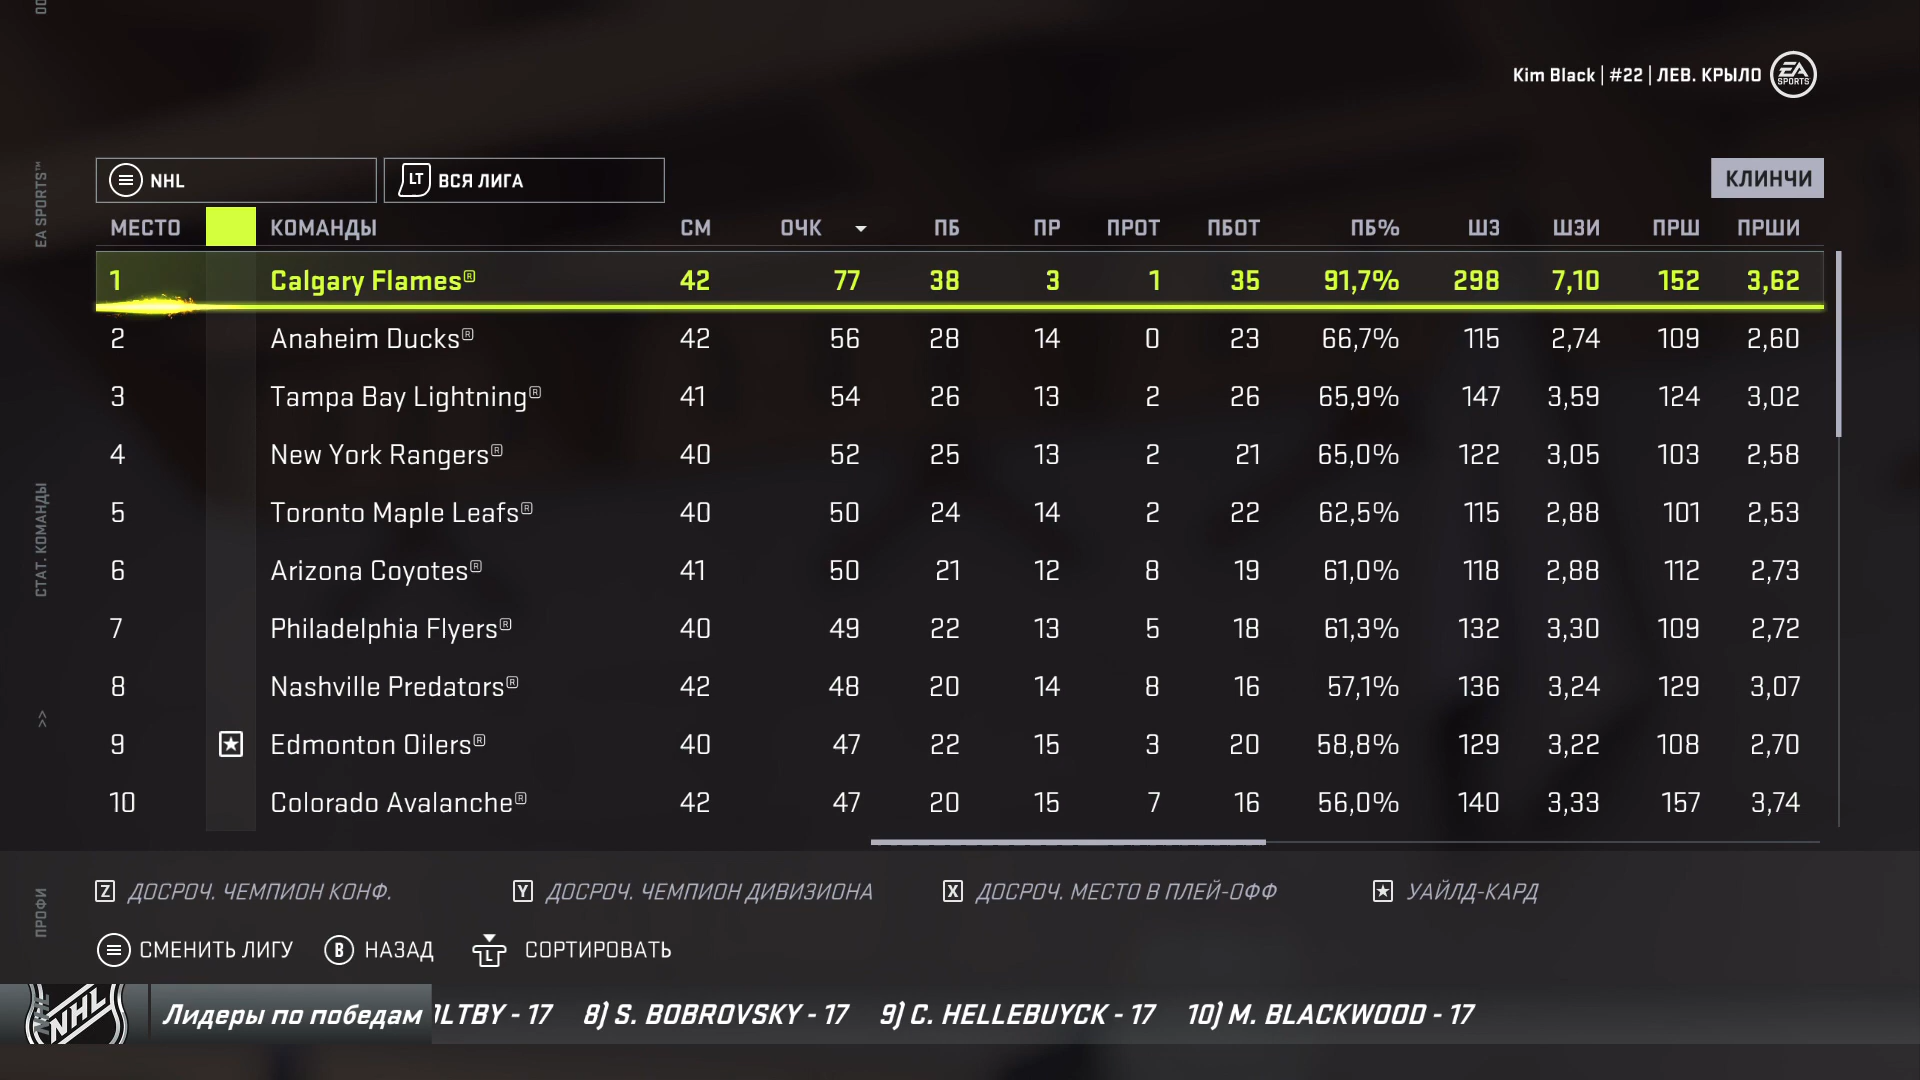 Kim Black | #22 | ЛЕВ. КРЫЛО EA SPORTS
NHL LT ВСЯ ЛИГА КЛИНЧИ
МЕСТО КОМАНДЫ СМ ОЧК ПБ ПР ПРОТ ПБОТ ПБ% ШЗ ШЗИ ПРШ ПРШИ
1 Calgary Flames® 42 77 38 3 1 35 91,7% 298 7,10 152 3,62
2 Anaheim Ducks® 42 56 28 14 0 23 66,7% 115 2,74 109 2,60
3 Tampa Bay Lightning® 41 54 26 13 2 26 65,9% 147 3,59 124 3,02
4 New York Rangers® 40 52 25 13 2 21 65,0% 122 3,05 103 2,58
5 Toronto Maple Leafs® 40 50 24 14 2 22 62,5% 115 2,88 101 2,53
6 Arizona Coyotes® 41 50 21 12 8 19 61,0% 118 2,88 112 2,73
7 Philadelphia Flyers® 40 49 22 13 5 18 61,3% 132 3,30 109 2,72
8 Nashville Predators® 42 48 20 14 8 16 57,1% 136 3,24 129 3,07
9 Edmonton Oilers® 40 47 22 15 3 20 58,8% 129 3,22 108 2,70
10 Colorado Avalanche® 42 47 20 15 7 16 56,0% 140 3,33 157 3,74
Z ДОСРОЧ. ЧЕМПИОН КОНФ. Y ДОСРОЧ. ЧЕМПИОН ДИВИЗИОНА X ДОСРОЧ. МЕСТО В ПЛЕЙ-ОФФ УАЙЛД-КАРД
СМЕНИТЬ ЛИГУ B НАЗАД L СОРТИРОВАТЬ
NHL Лидеры по победам LTBY - 17 8) S. BOBROVSKY - 17 9) C. HELLEBUYCK - 17 10) M. BLACKWOOD - 17
EA SPORTS™
СТАТ. КОМАНДЫ
>>
ПРОФИ
NHL